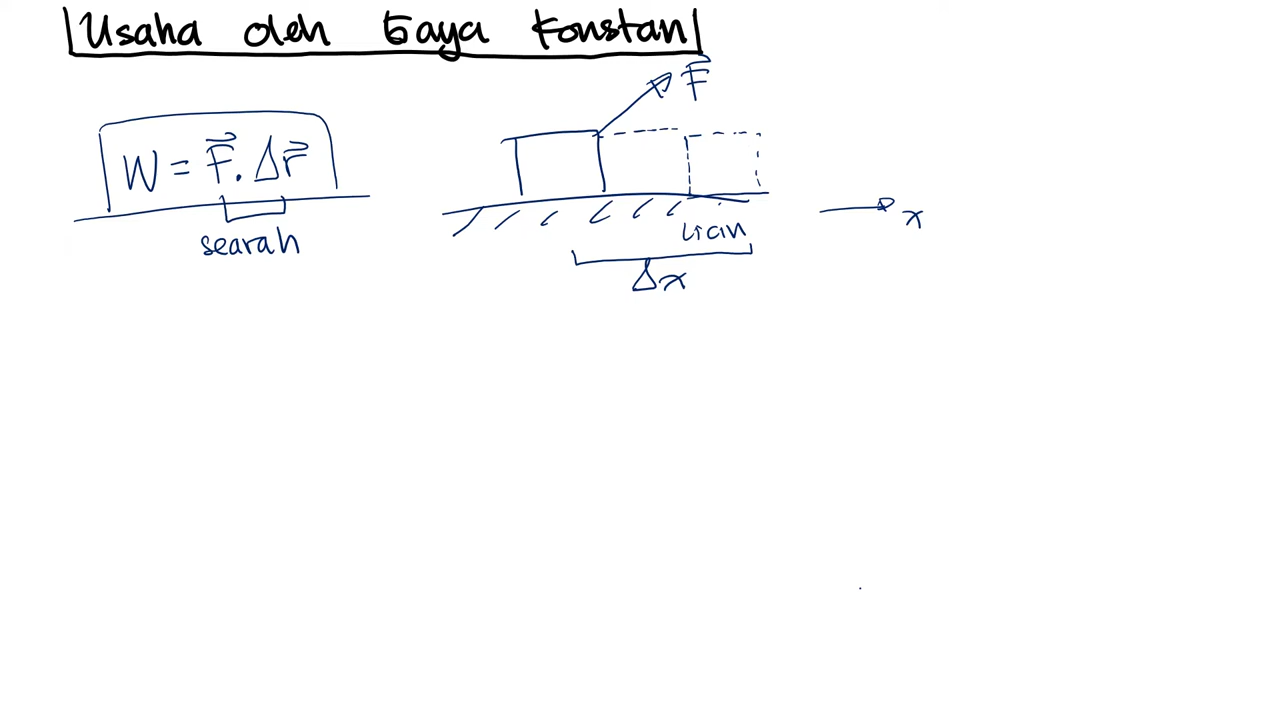 Usaha oleh Gaya Konstan
F⃗
W = F⃗ . Δr⃗
searah
licin
x
Δx